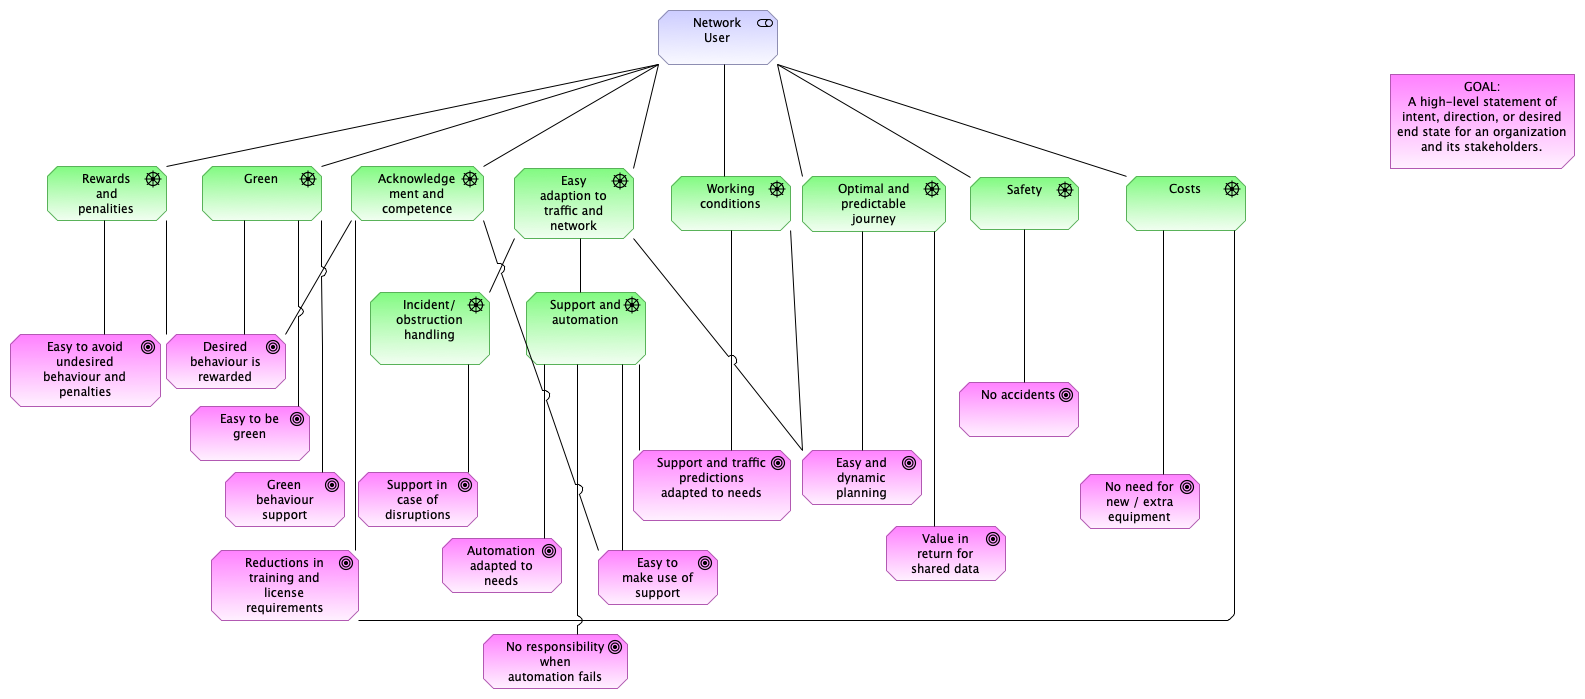 Network
User
GOAL:
A high-level statement of
intent, direction, or desired
end state for an organization
and its stakeholders.
Rewards
and
penalities
Green
Acknowledge
ment and
competence
Easy
adaption to
traffic and
network
Working
conditions
Optimal and
predictable
journey
Safety
Costs
Incident/
obstruction
handling
Support and
automation
Easy to avoid
undesired
behaviour and
penalties
Desired
behaviour is
rewarded
No accidents
Easy to be
green
Green
behaviour
support
Support in
case of
disruptions
Support and traffic
predictions
adapted to needs
Easy and
dynamic
planning
No need for
new / extra
equipment
Reductions in
training and
license
requirements
Automation
adapted to
needs
Easy to
make use of
support
Value in
return for
shared data
No responsibility
when
automation fails